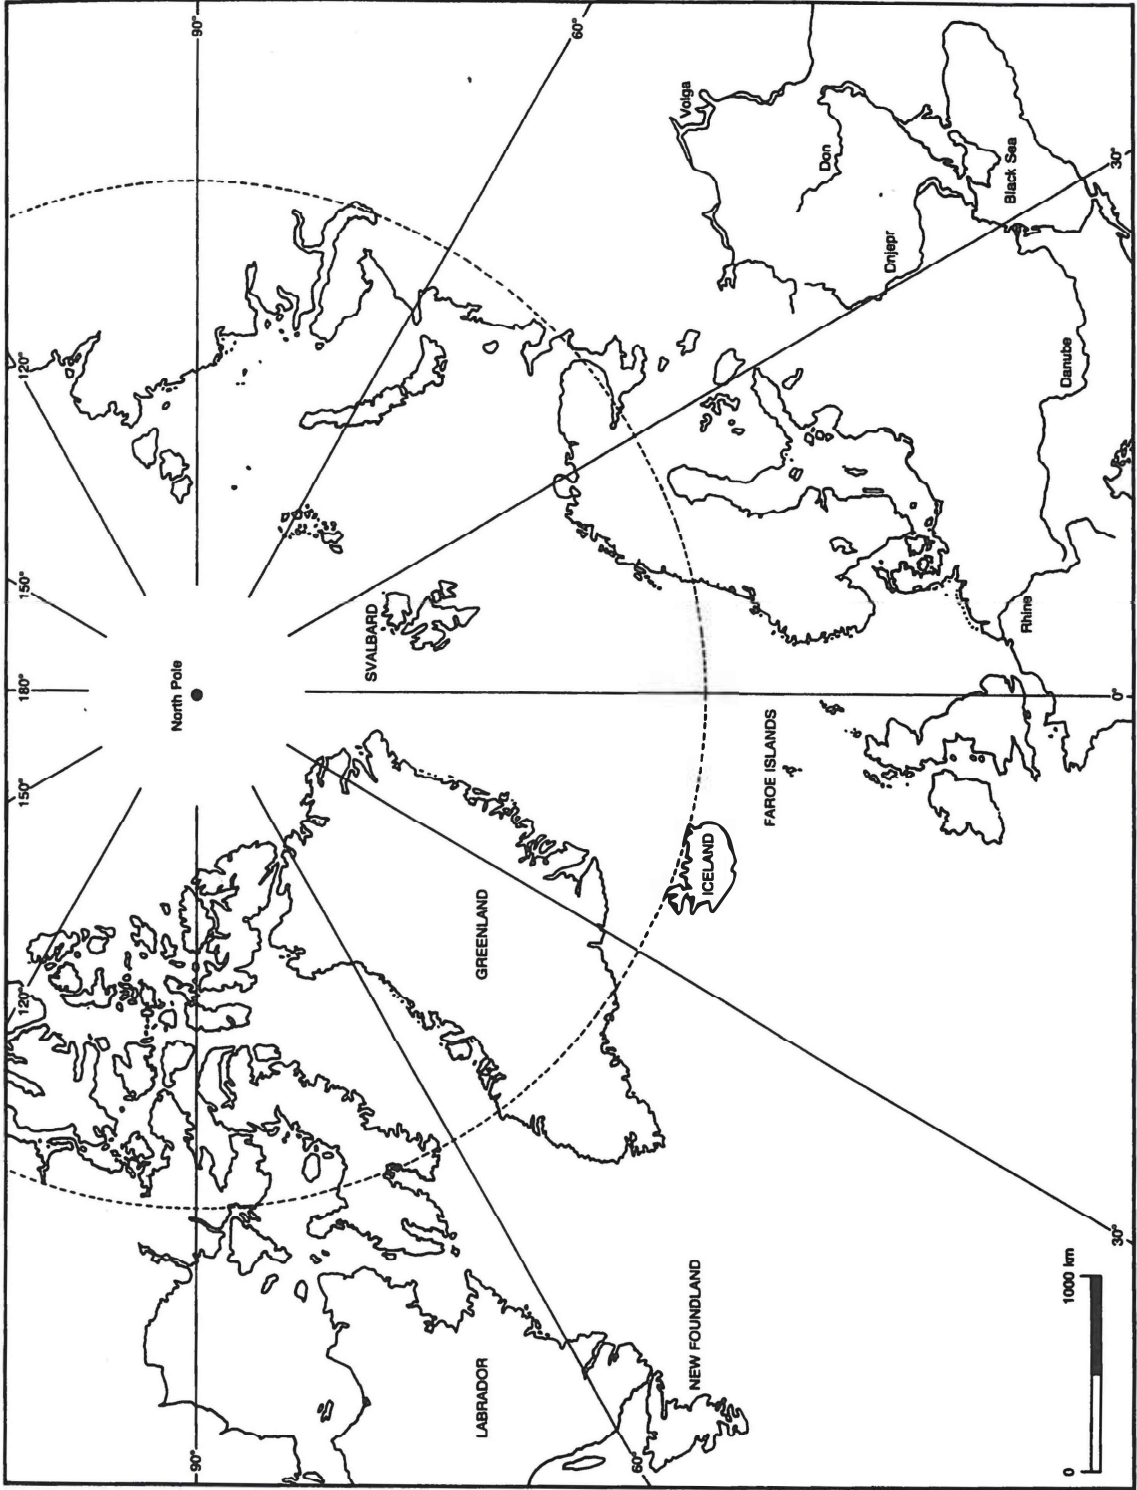 90°
60°
120°
150°
180°
150°
120°
90°
North Pole
SVALBARD
GREENLAND
ICELAND
FAROE ISLANDS
LABRADOR
NEW FOUNDLAND
Volga
Don
Dnjepr
Black Sea
30°
Danube
Rhine
0°
30°
60°
0
1000 km